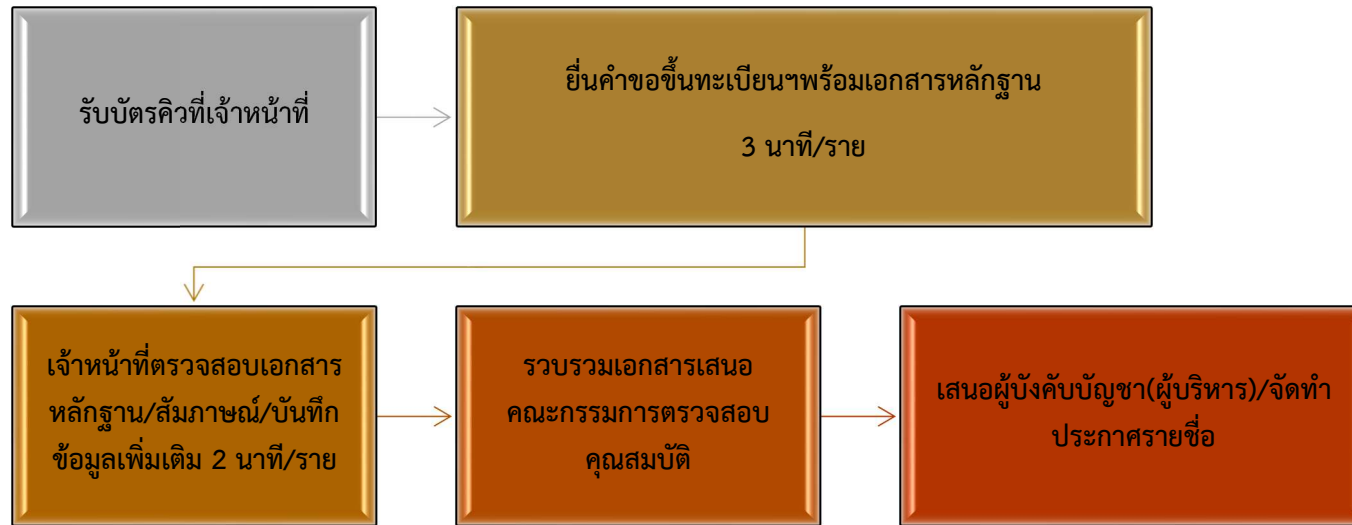 รับบัตรคิวที่เจ้าหน้าที่
ยื่นคำขอขึ้นทะเบียนฯพร้อมเอกสารหลักฐาน
3 นาที/ราย
เจ้าหน้าที่ตรวจสอบเอกสาร
หลักฐาน/สัมภาษณ์/บันทึก
ข้อมูลเพิ่มเติม 2 นาที/ราย
รวบรวมเอกสารเสนอ
คณะกรรมการตรวจสอบ
คุณสมบัติ
เสนอผู้บังคับบัญชา(ผู้บริหาร)/จัดทำ
ประกาศรายชื่อ